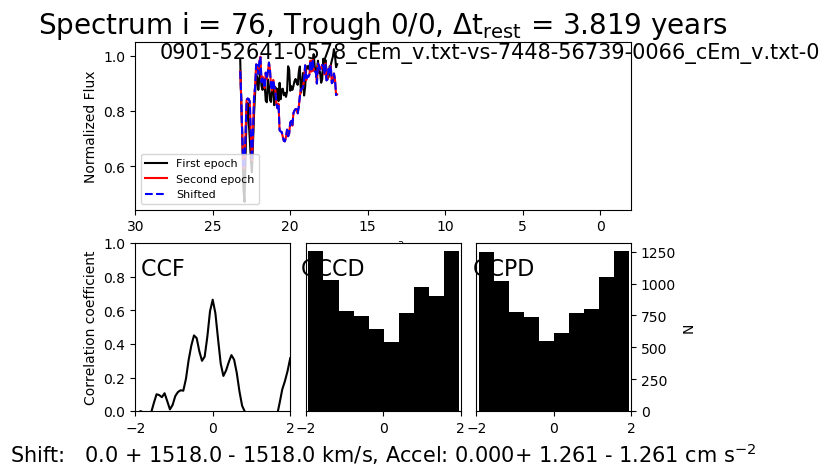 Spectrum i = 76, Trough 0/0, Δt_rest = 3.819 years
0901-52641-0578_cEm_v.txt-vs-7448-56739-0066_cEm_v.txt-0
Normalized Flux
1.0
0.8
0.6
First epoch
Second epoch
Shifted
30 25 20 15 10 5 0
Correlation coefficient
1.0
0.8
0.6
0.4
0.2
0.0
CCF
-2 0 2
CCCD
-2 0 2
CCPD
-2 0 2
1250
1000
750
500
250
0
N
Shift: 0.0 + 1518.0 - 1518.0 km/s, Accel: 0.000+ 1.261 - 1.261 cm s⁻²